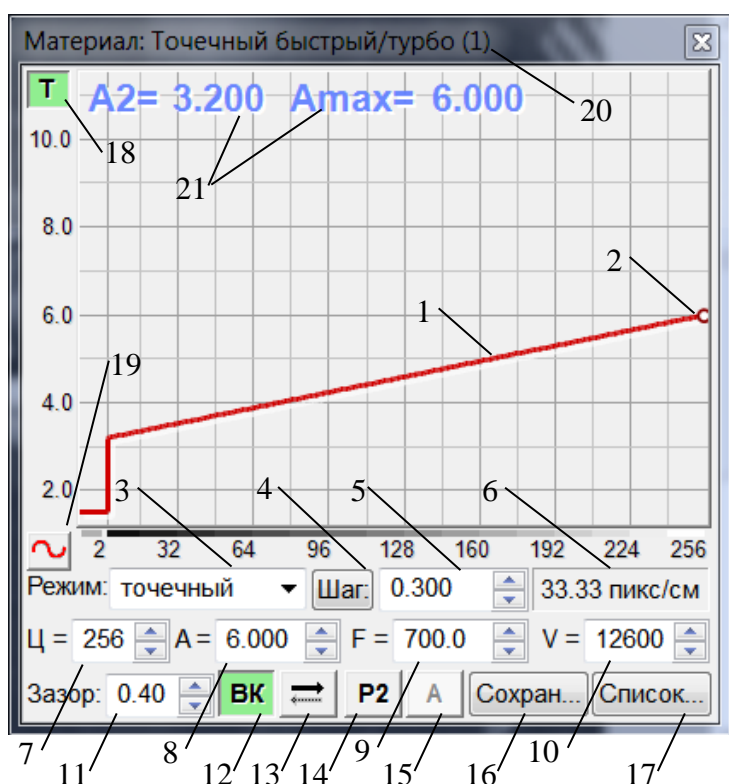 Материал: Точечный быстрый/турбо (1)
T A2= 3.200 Amax= 6.000
20
10.0
18
21
8.0
2
6.0
1
19
4.0
3 4 5 6
2.0
2 32 64 96 128 160 192 224 256
Режим: точечный Шаг: 0.300 33.33 пикс/см
Ц = 256 A = 6.000 F = 700.0 V = 12600
Зазор: 0.40 ВК P2 A Сохран... Список...
7 8 9 10
11 12 13 14 15 16 17